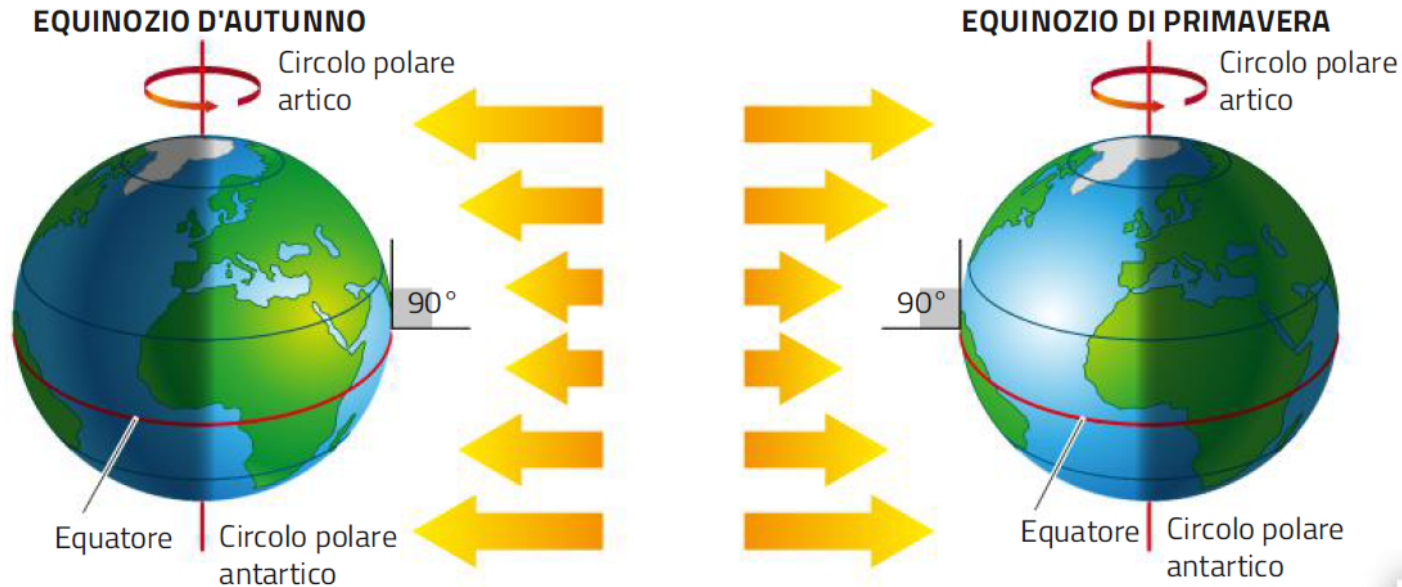 EQUINOZIO D'AUTUNNO
Circolo polare
artico
90°
Equatore
Circolo polare
antartico
EQUINOZIO DI PRIMAVERA
Circolo polare
artico
90°
Equatore
Circolo polare
antartico